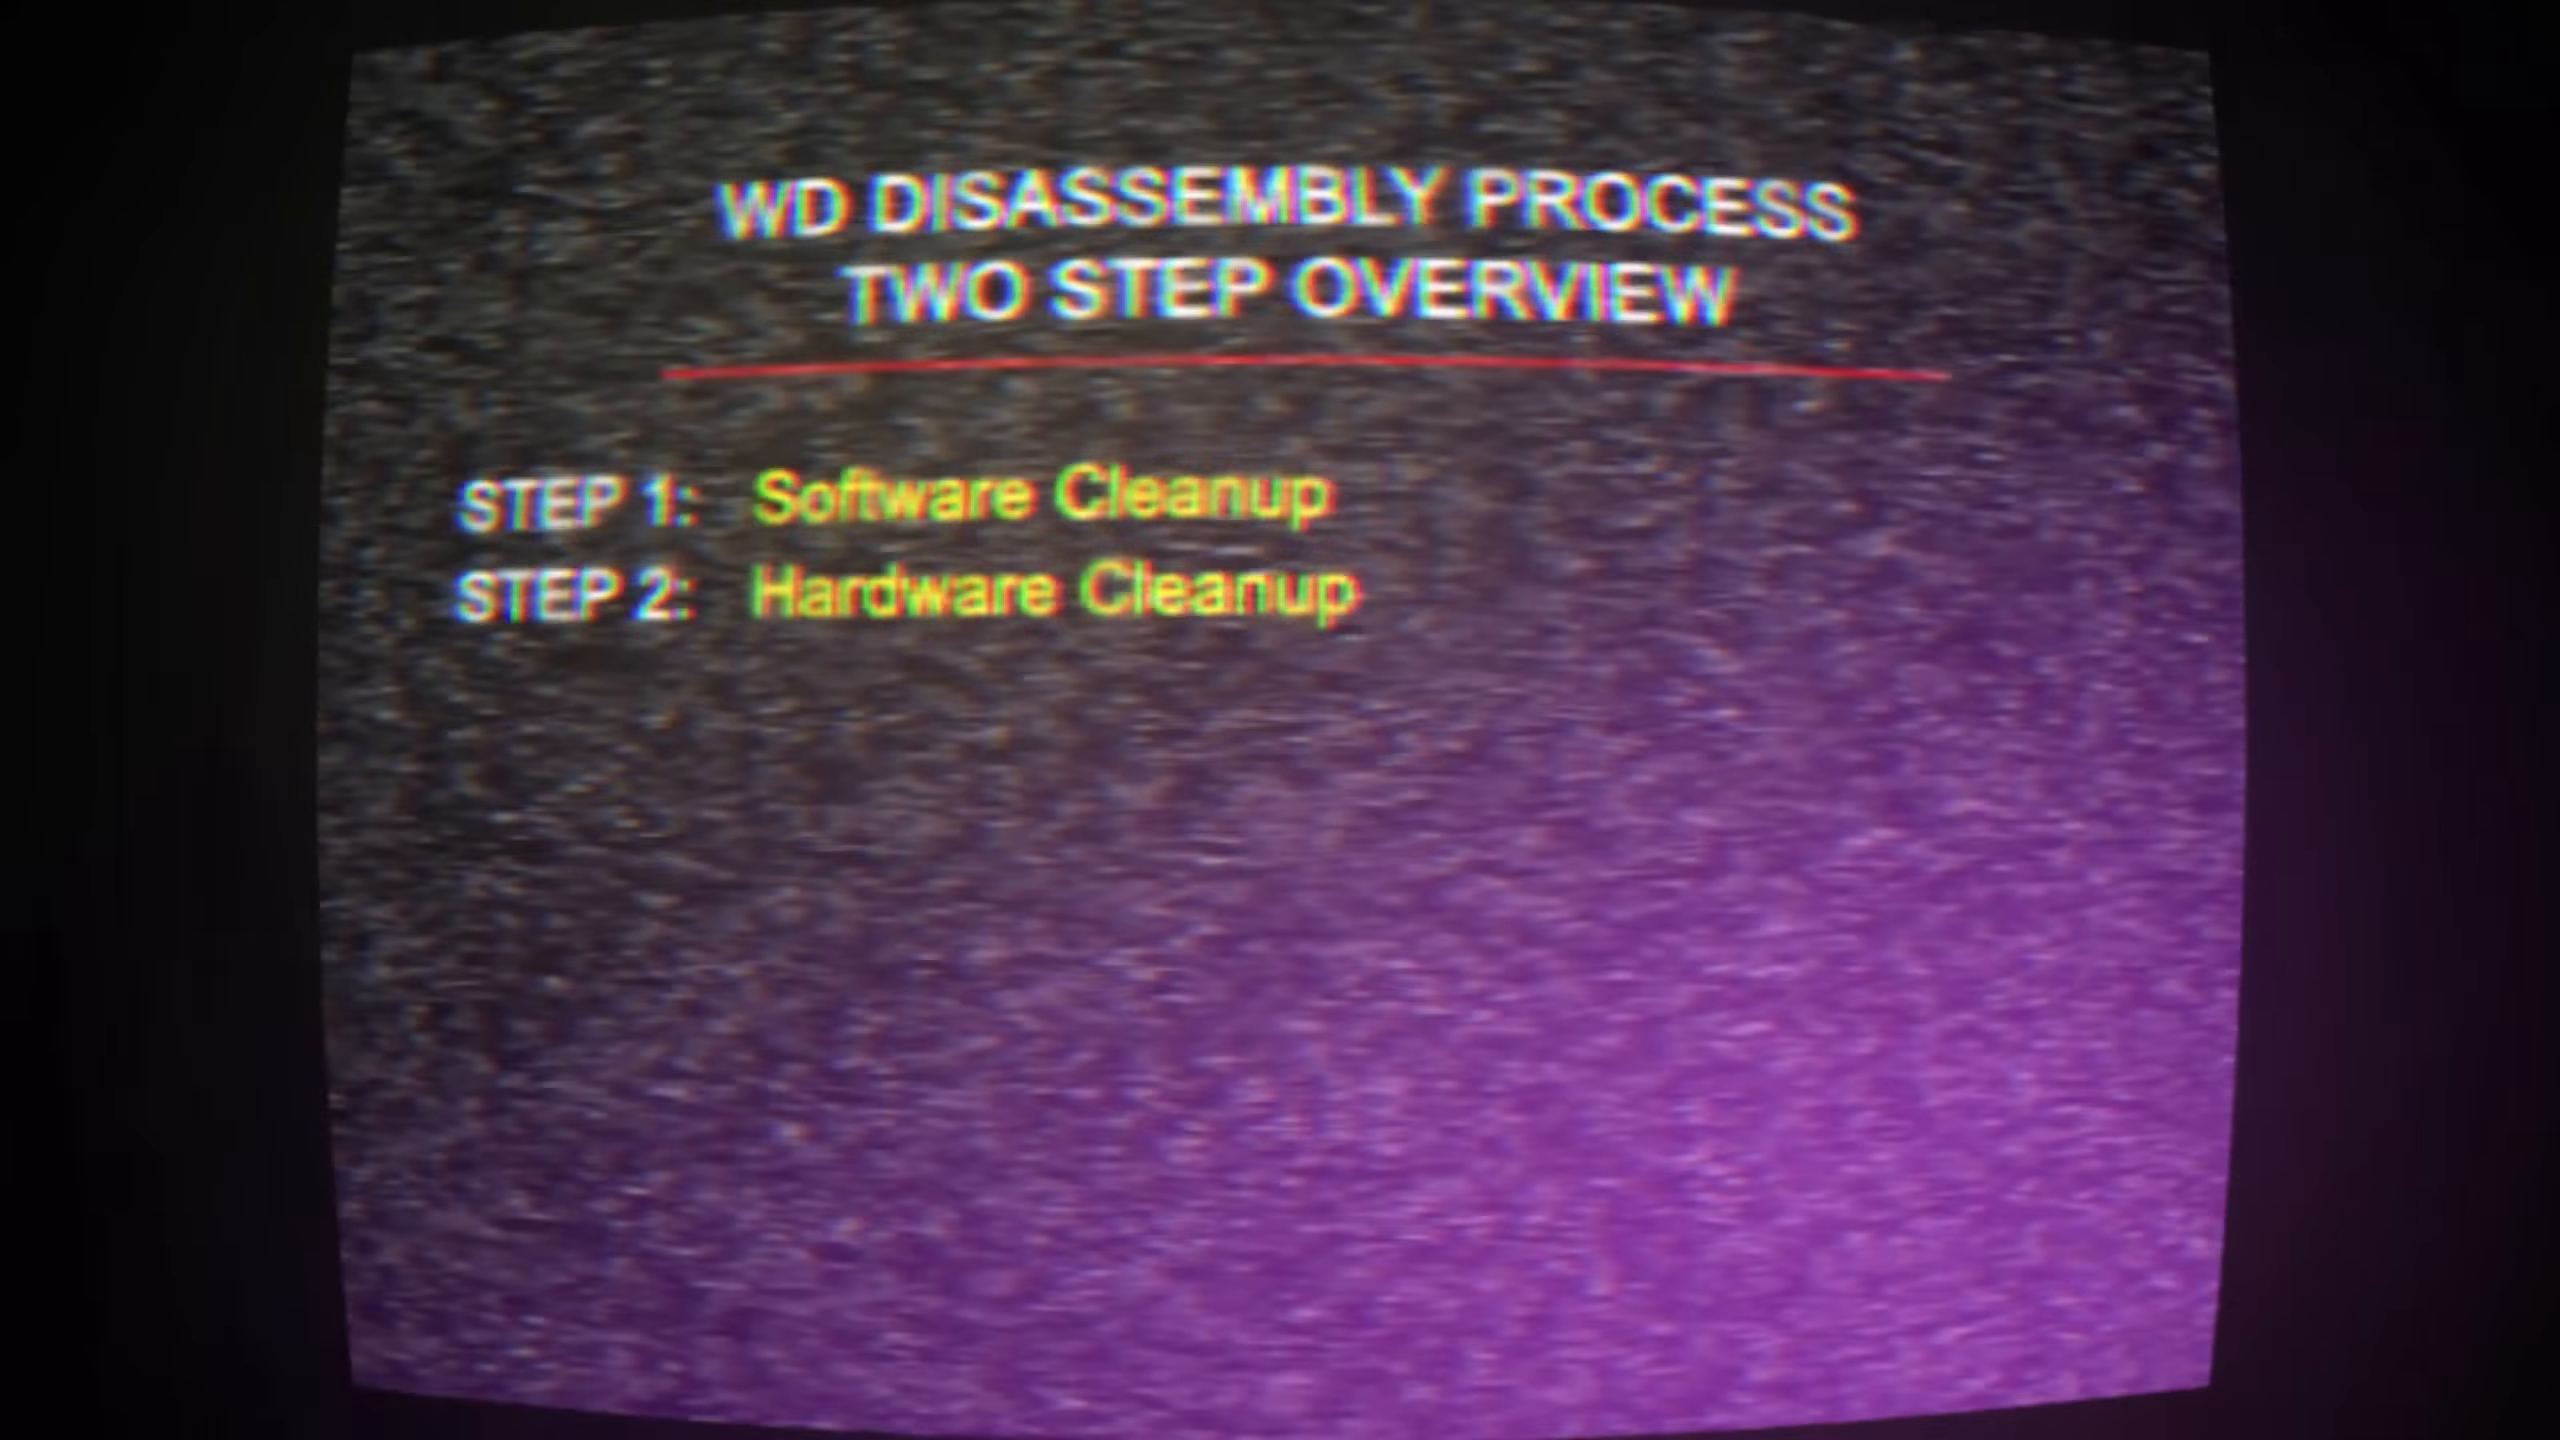 WD DISASSEMBLY PROCESS
TWO STEP OVERVIEW
STEP 1: Software Cleanup
STEP 2: Hardware Cleanup